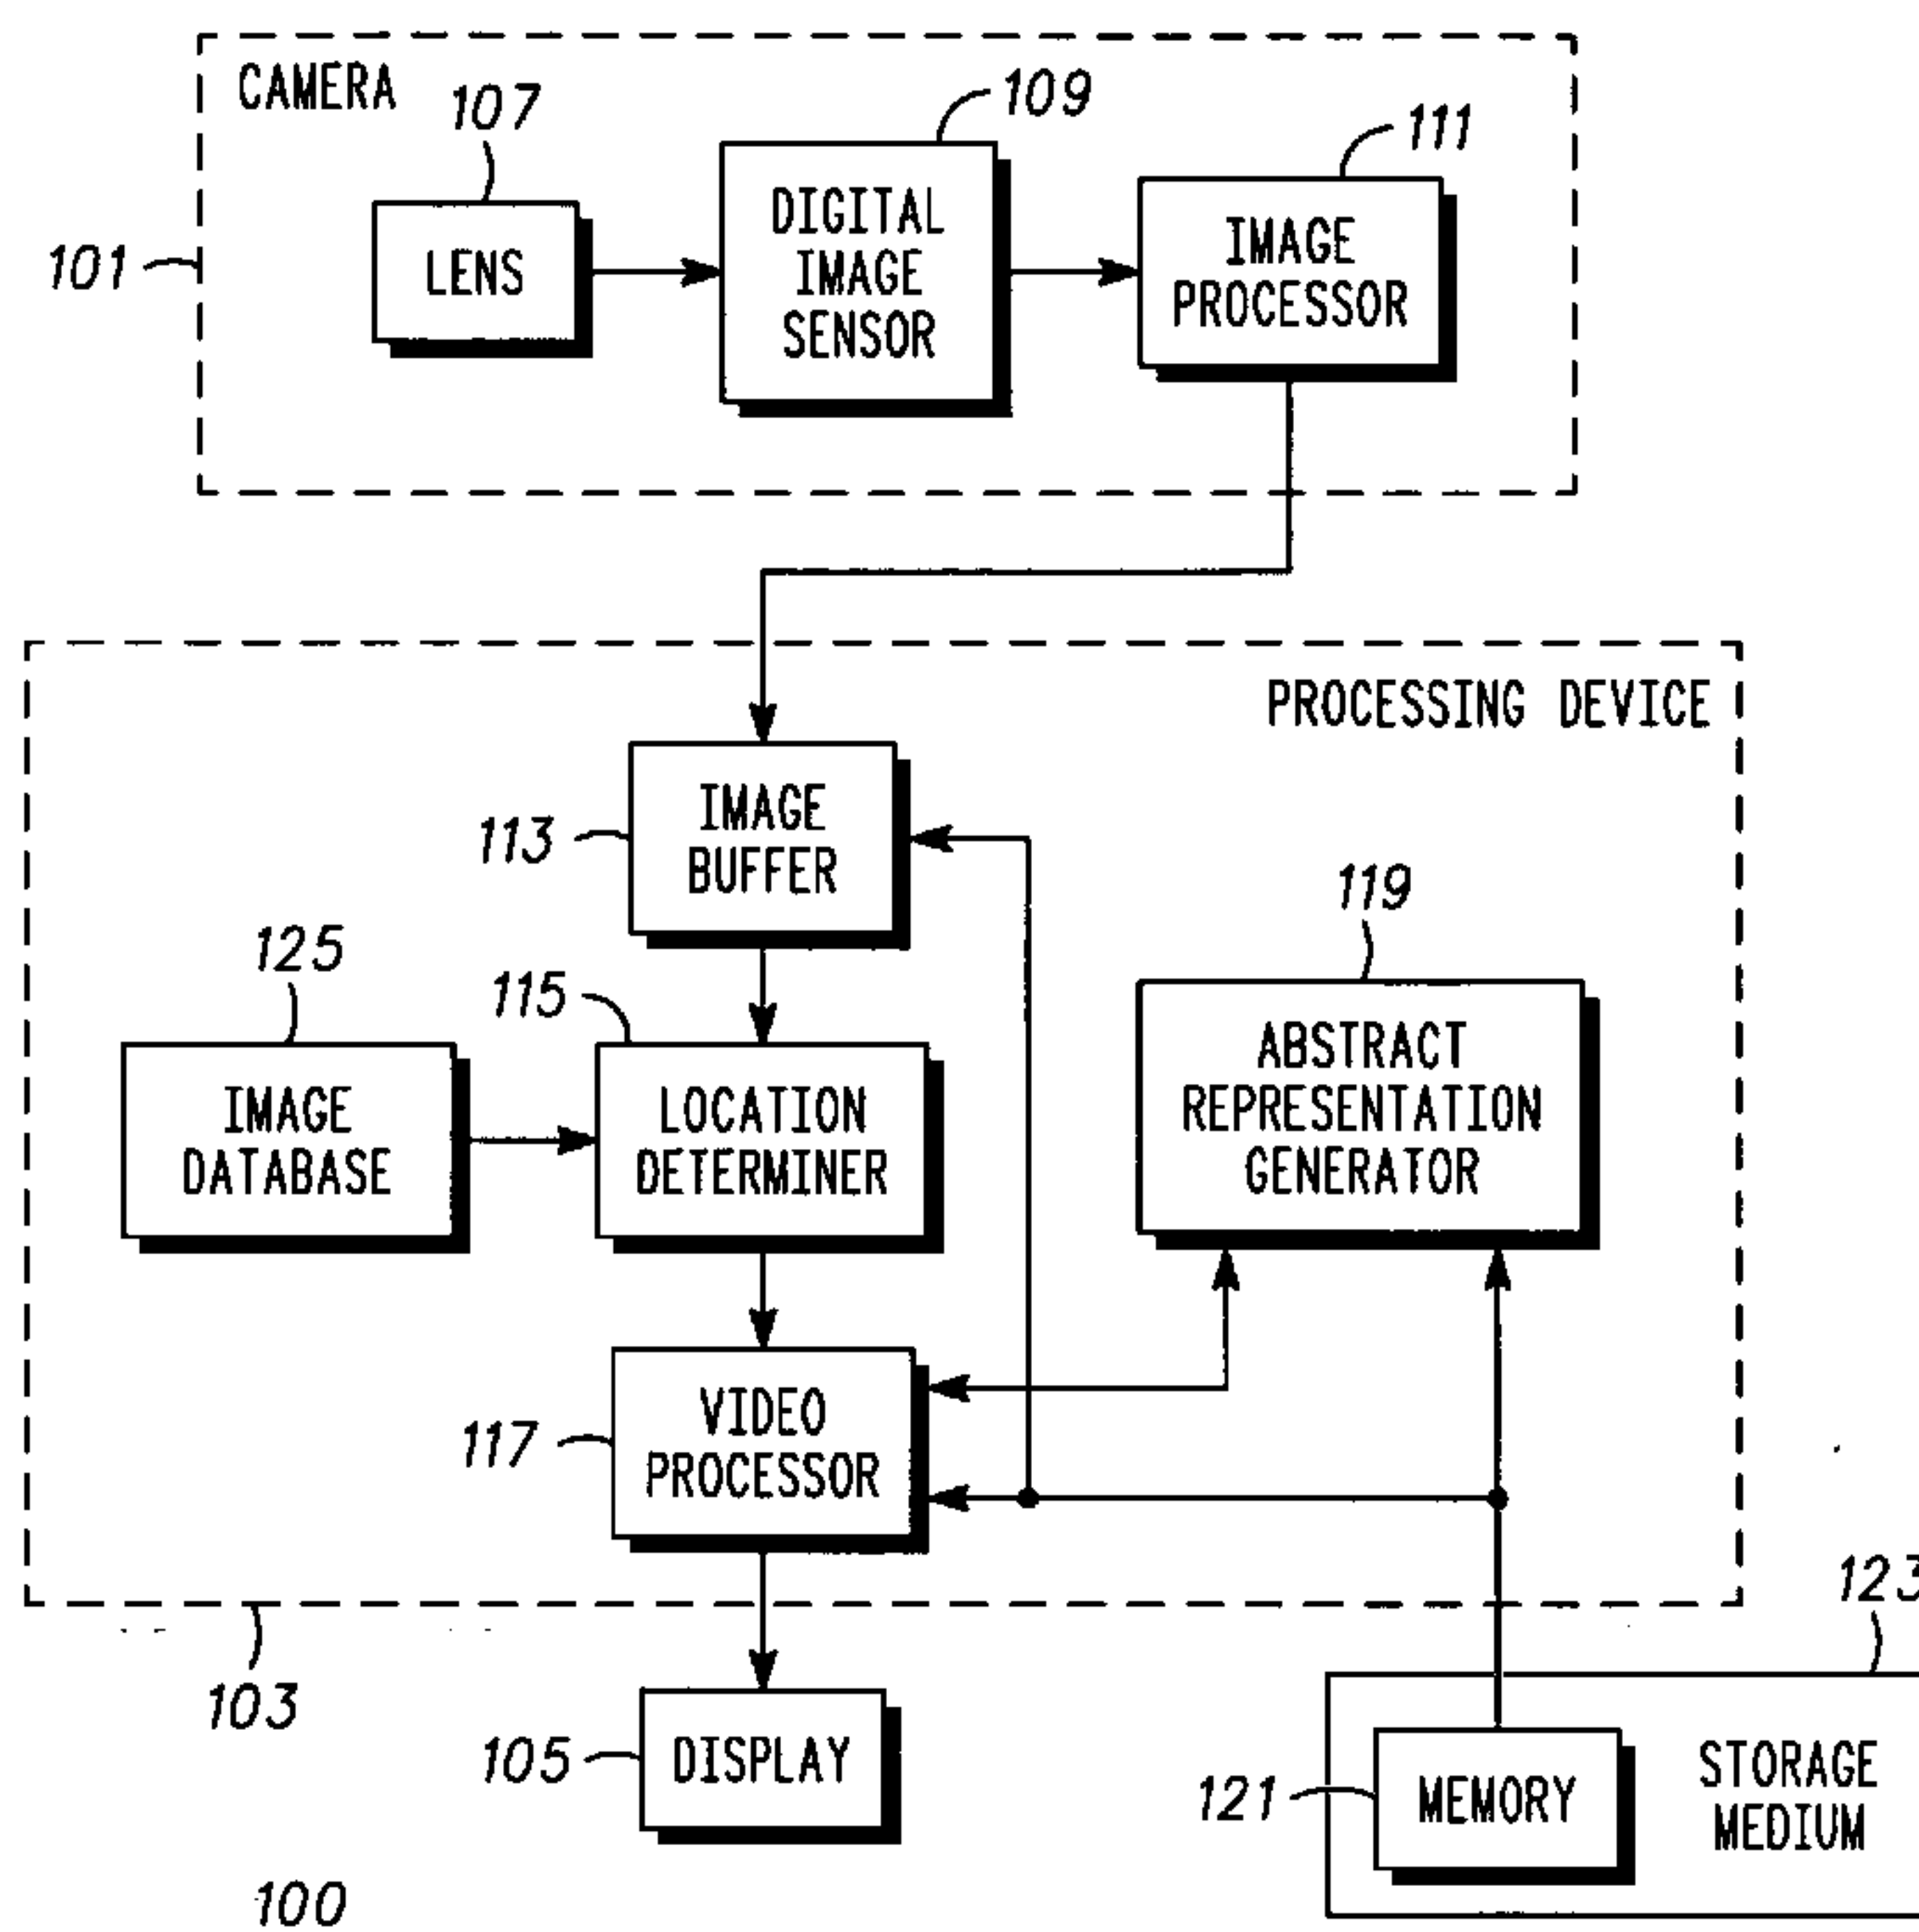 CAMERA
107
109
111
101
LENS
DIGITAL
IMAGE
SENSOR
IMAGE
PROCESSOR
PROCESSING DEVICE
113
IMAGE
BUFFER
119
125
115
IMAGE
DATABASE
LOCATION
DETERMINER
ABSTRACT
REPRESENTATION
GENERATOR
117
VIDEO
PROCESSOR
123
103
105
DISPLAY
121
MEMORY
STORAGE
MEDIUM
100